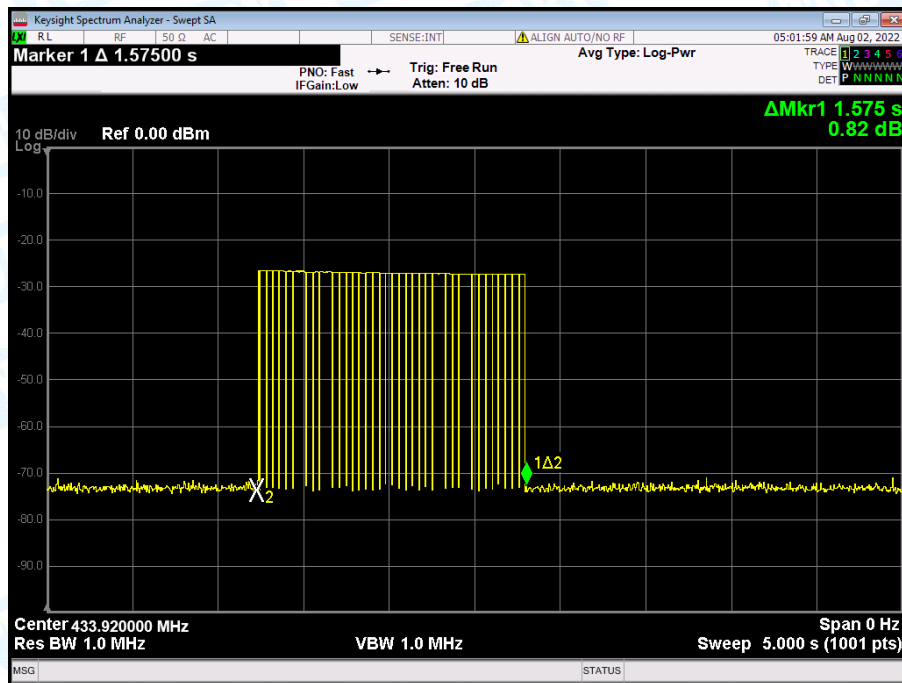 Keysight Spectrum Analyzer - Swept SA
LXI RL RF 50 Ω AC SENSE:INT ALIGN AUTO/NO RF 05:01:59 AM Aug 02, 2022
Marker 1 Δ 1.57500 s
PNO: Fast
IFGain:Low
Trig: Free Run
Atten: 10 dB
Avg Type: Log-Pwr
TRACE 1 2 3 4 5 6
TYPE WWWWWW
DET P N N N N N
ΔMkr1 1.575 s
0.82 dB
10 dB/div Ref 0.00 dBm
Log
-10.0
-20.0
-30.0
-40.0
-50.0
-60.0
-70.0
-80.0
-90.0
1Δ2
X2
Center 433.920000 MHz Span 0 Hz
Res BW 1.0 MHz VBW 1.0 MHz Sweep 5.000 s (1001 pts)
MSG STATUS